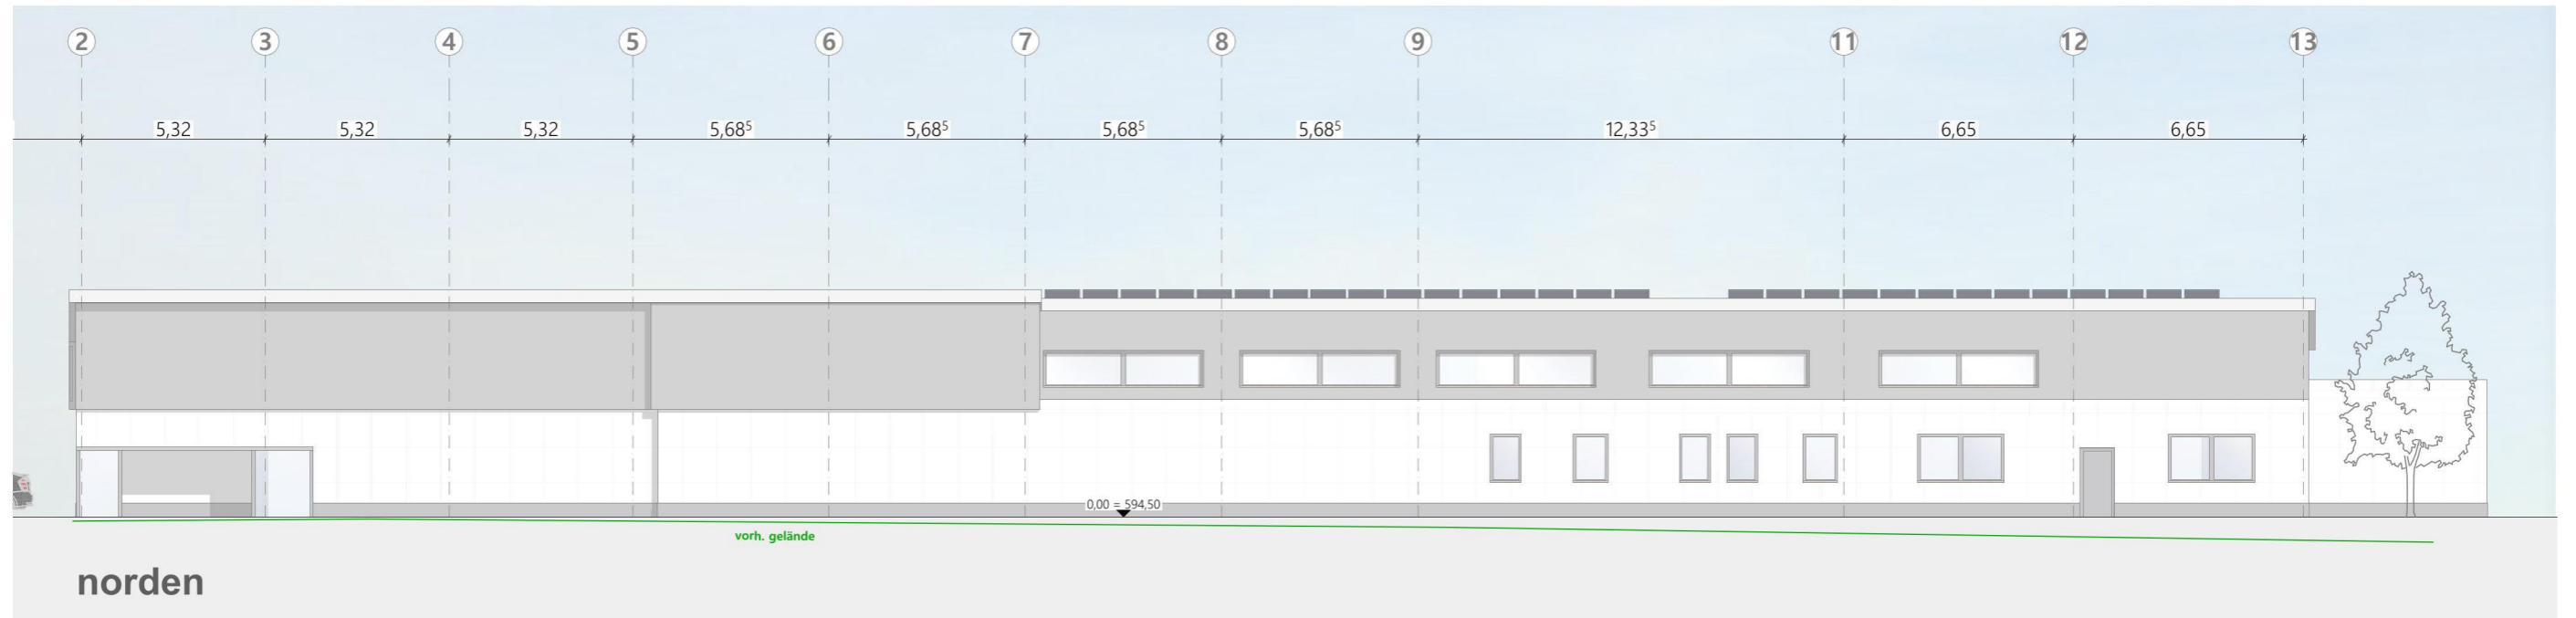 2 3 4 5 6 7 8 9 11 12 13
5,32 5,32 5,32 5,68⁵ 5,68⁵ 5,68⁵ 5,68⁵ 12,33⁵ 6,65 6,65
0,00 = 594,50
vorh. gelände
norden